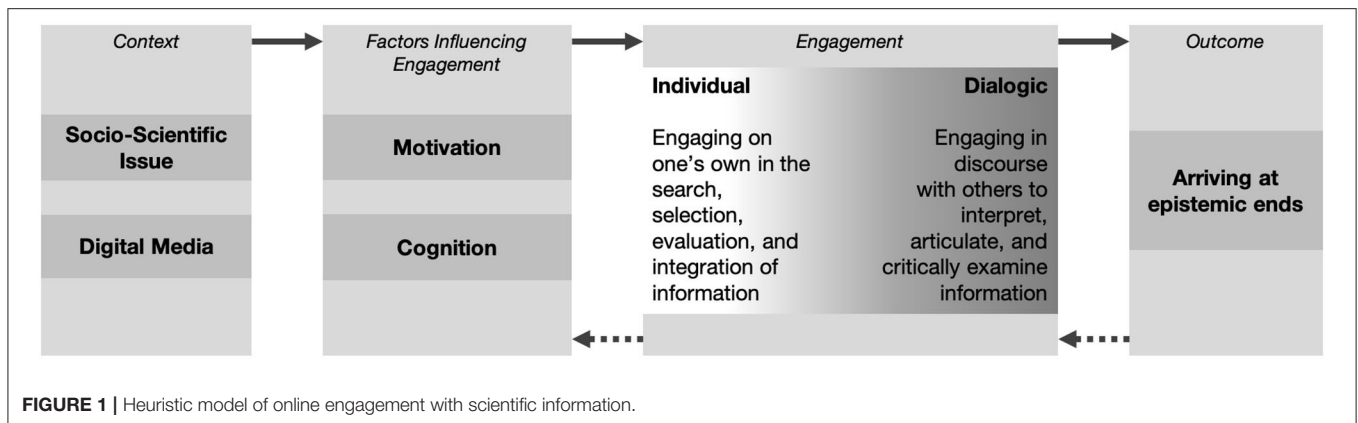 Context
Socio-Scientific
Issue
Digital Media
Factors Influencing
Engagement
Motivation
Cognition
Engagement
Individual
Engaging on
one's own in the
search,
selection,
evaluation, and
integration of
information
Dialogic
Engaging in
discourse
with others to
interpret,
articulate, and
critically examine
information
Outcome
Arriving at
epistemic ends
FIGURE 1 | Heuristic model of online engagement with scientific information.